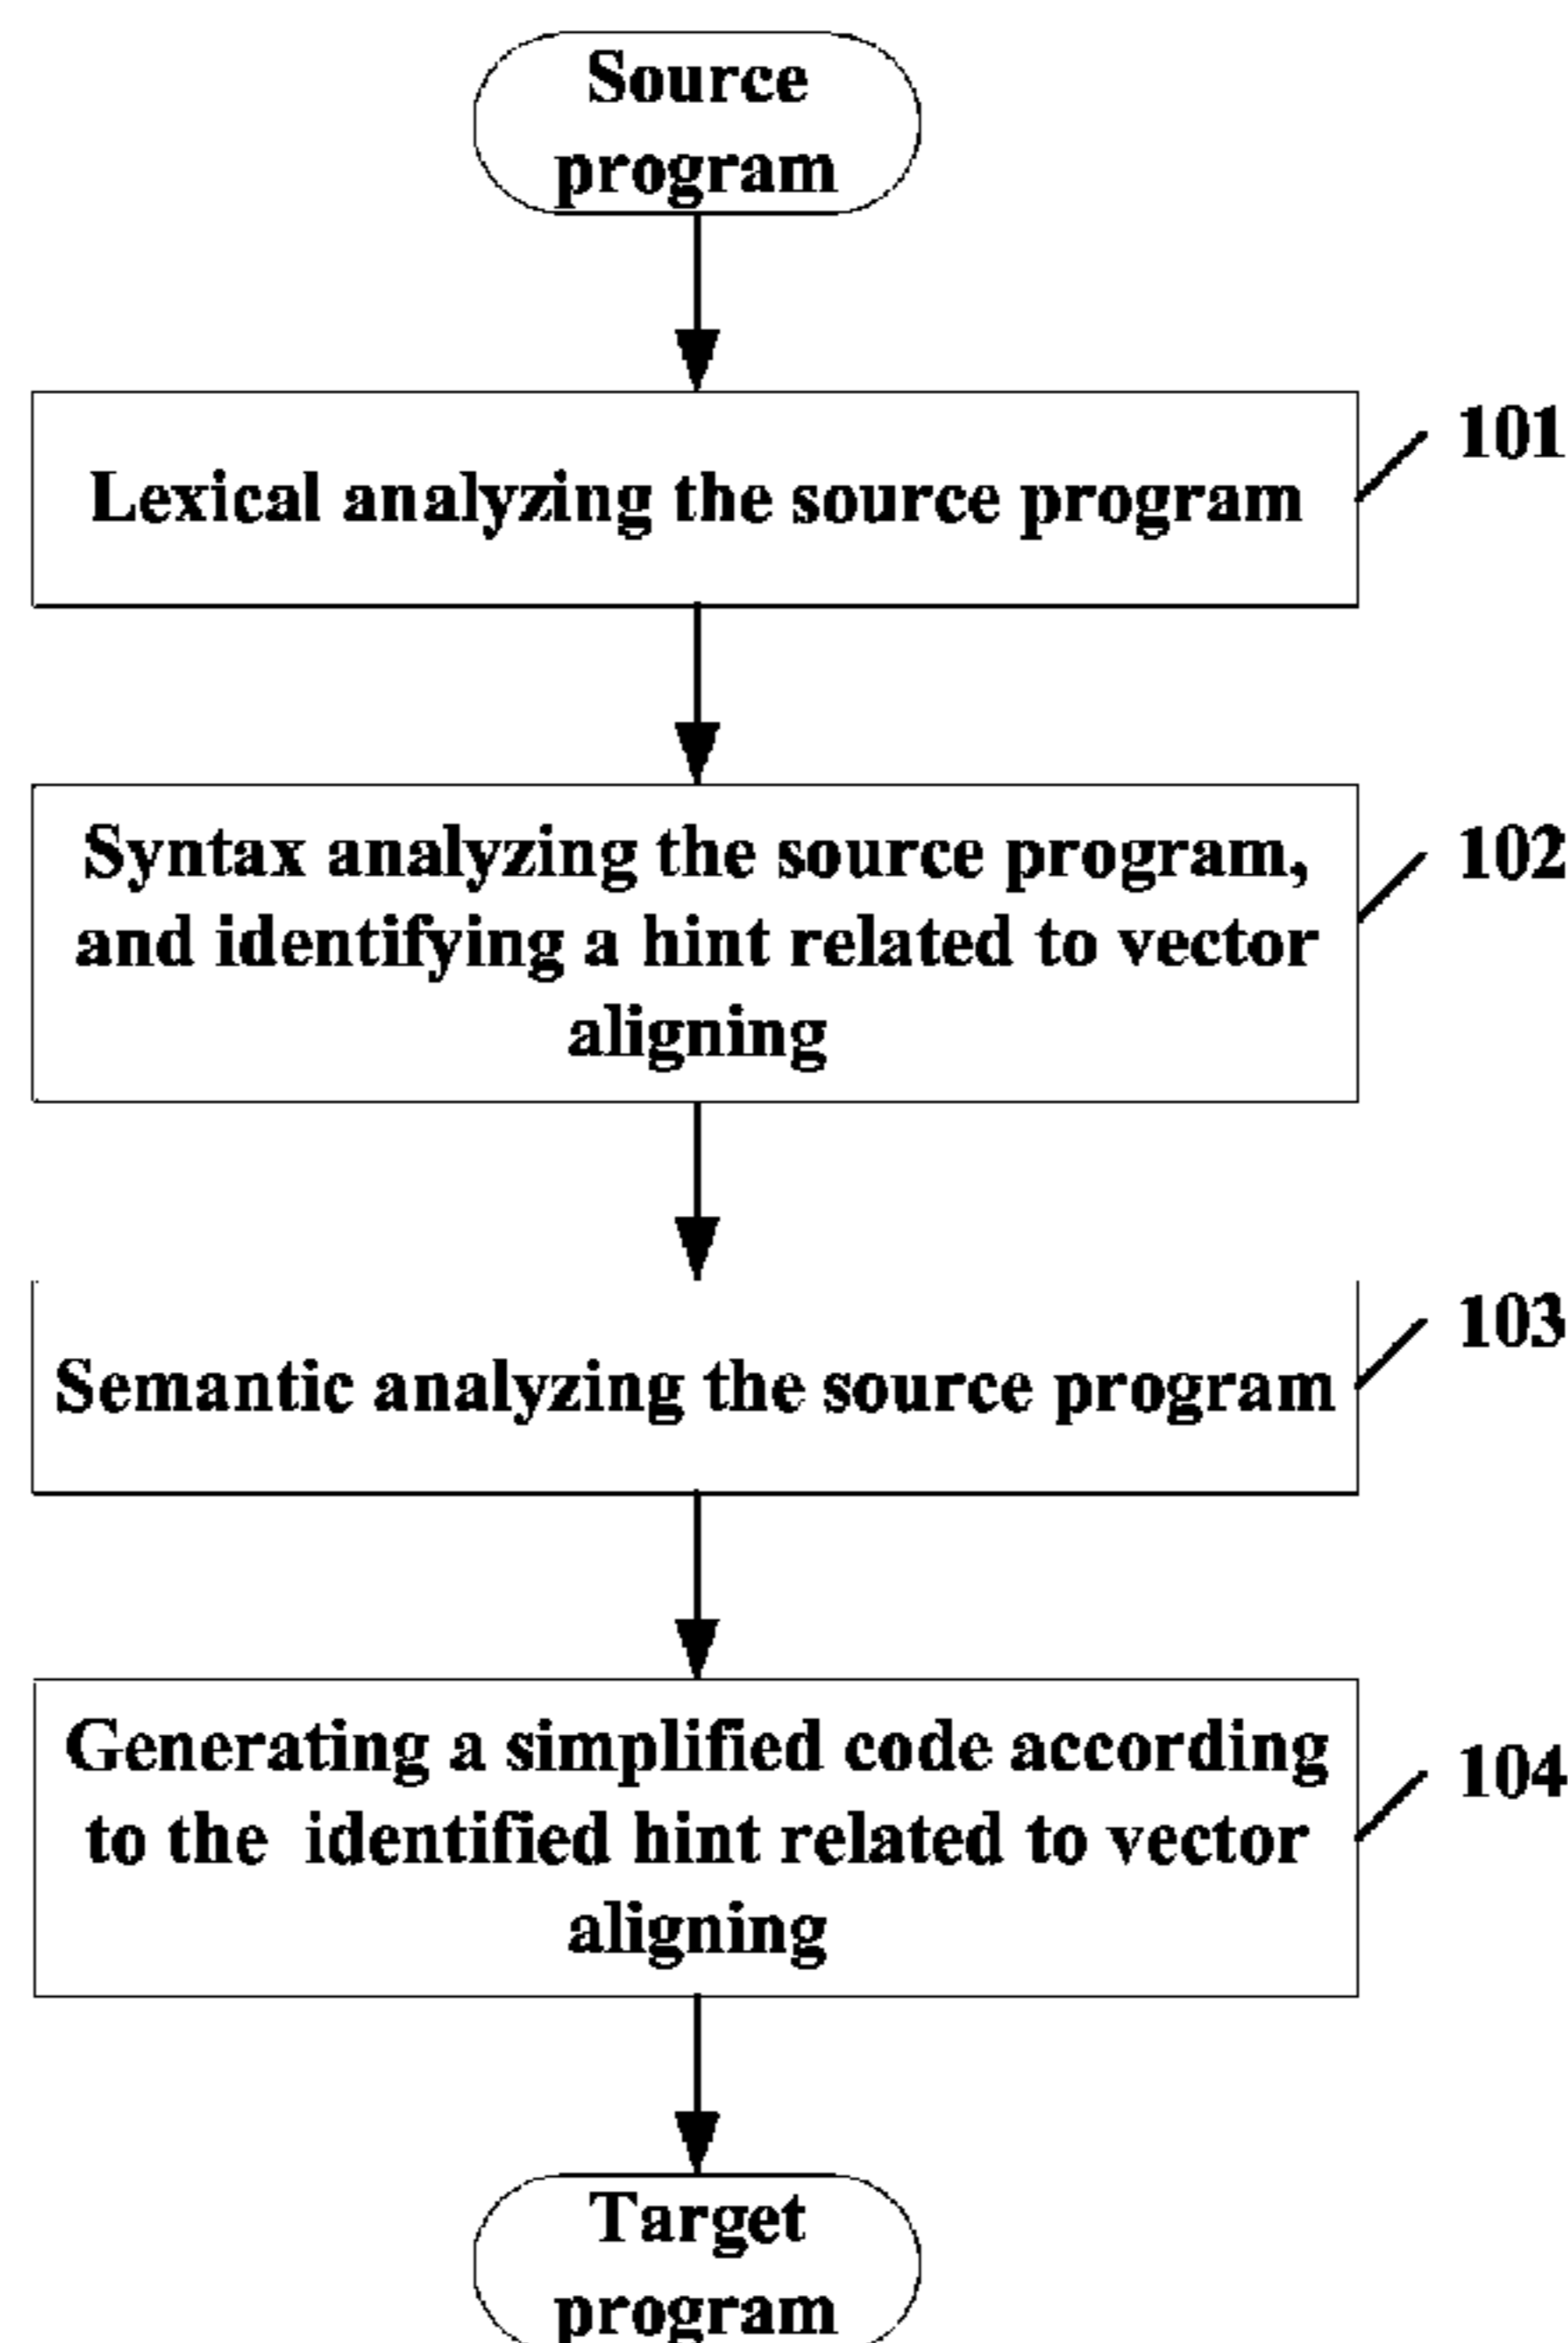 Source
program
101
Lexical analyzing the source program
102
Syntax analyzing the source program,
and identifying a hint related to vector
aligning
103
Semantic analyzing the source program
104
Generating a simplified code according
to the identified hint related to vector
aligning
Target
program